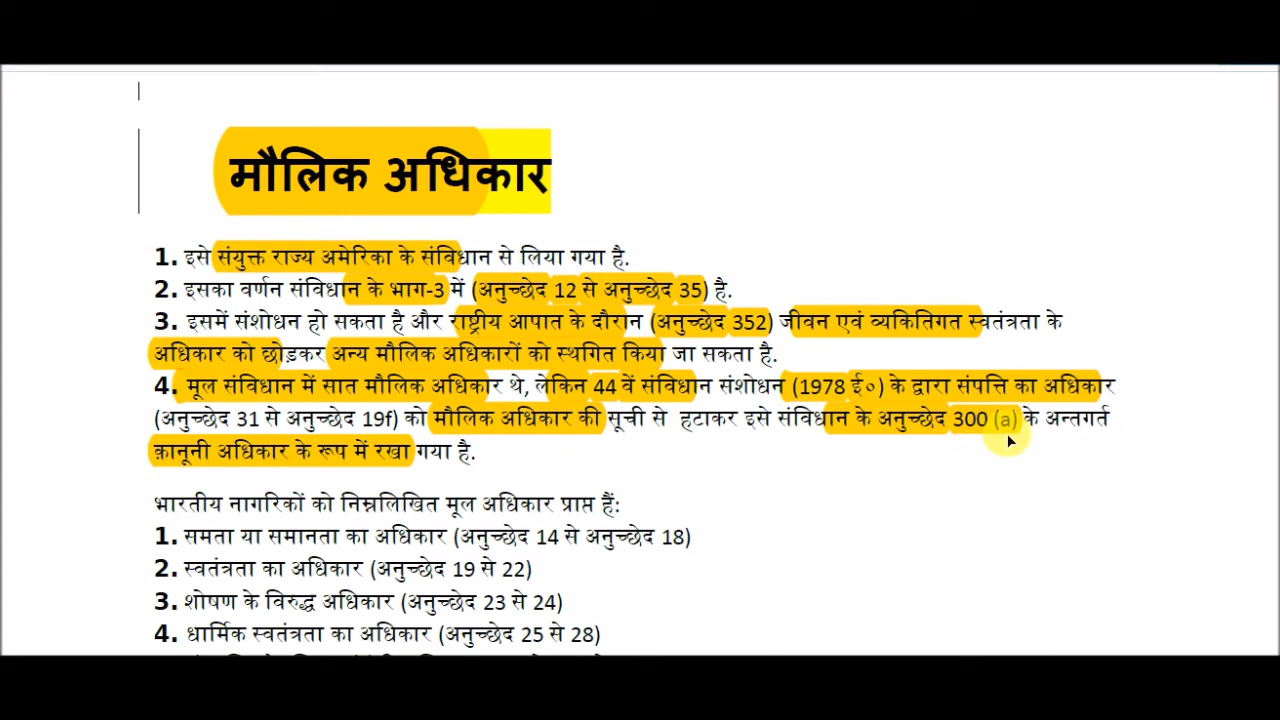 मौलिक अधिकार
1. इसे संयुक्त राज्य अमेरिका के संविधान से लिया गया है.
2. इसका वर्णन संविधान के भाग-3 में (अनुच्छेद 12 से अनुच्छेद 35) है.
3. इसमें संशोधन हो सकता है और राष्ट्रीय आपात के दौरान (अनुच्छेद 352) जीवन एवं व्यकितिगत स्वतंत्रता के
अधिकार को छोड़कर अन्य मौलिक अधिकारों को स्थगित किया जा सकता है.
4. मूल संविधान में सात मौलिक अधिकार थे, लेकिन 44 वें संविधान संशोधन (1978 ई०) के द्वारा संपत्ति का अधिकार
(अनुच्छेद 31 से अनुच्छेद 19f) को मौलिक अधिकार की सूची से हटाकर इसे संविधान के अनुच्छेद 300 (a) के अन्तगर्त
क़ानूनी अधिकार के रूप में रखा गया है.
भारतीय नागरिकों को निम्नलिखित मूल अधिकार प्राप्त हैं:
1. समता या समानता का अधिकार (अनुच्छेद 14 से अनुच्छेद 18)
2. स्वतंत्रता का अधिकार (अनुच्छेद 19 से 22)
3. शोषण के विरुद्ध अधिकार (अनुच्छेद 23 से 24)
4. धार्मिक स्वतंत्रता का अधिकार (अनुच्छेद 25 से 28)